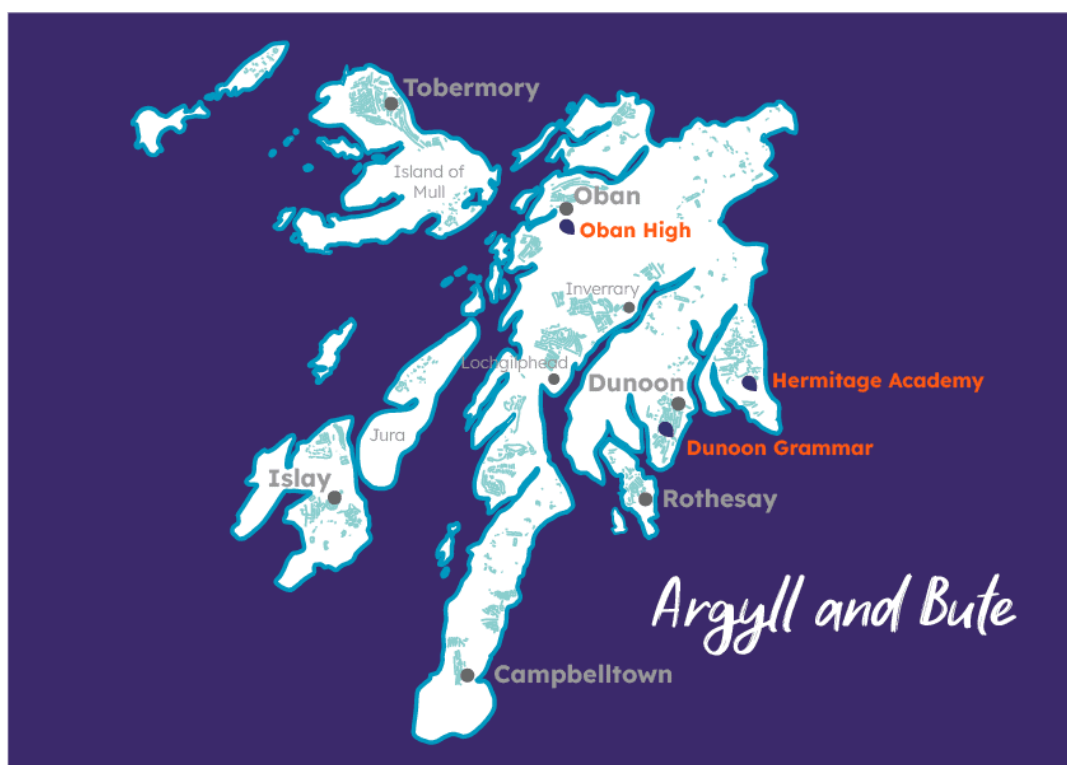 Tobermory
Island of
Mull
Oban
Oban High
Inverrary
Lochgilphead
Dunoon
Hermitage Academy
Jura
Dunoon Grammar
Islay
Rothesay
Argyll and Bute
Campbelltown